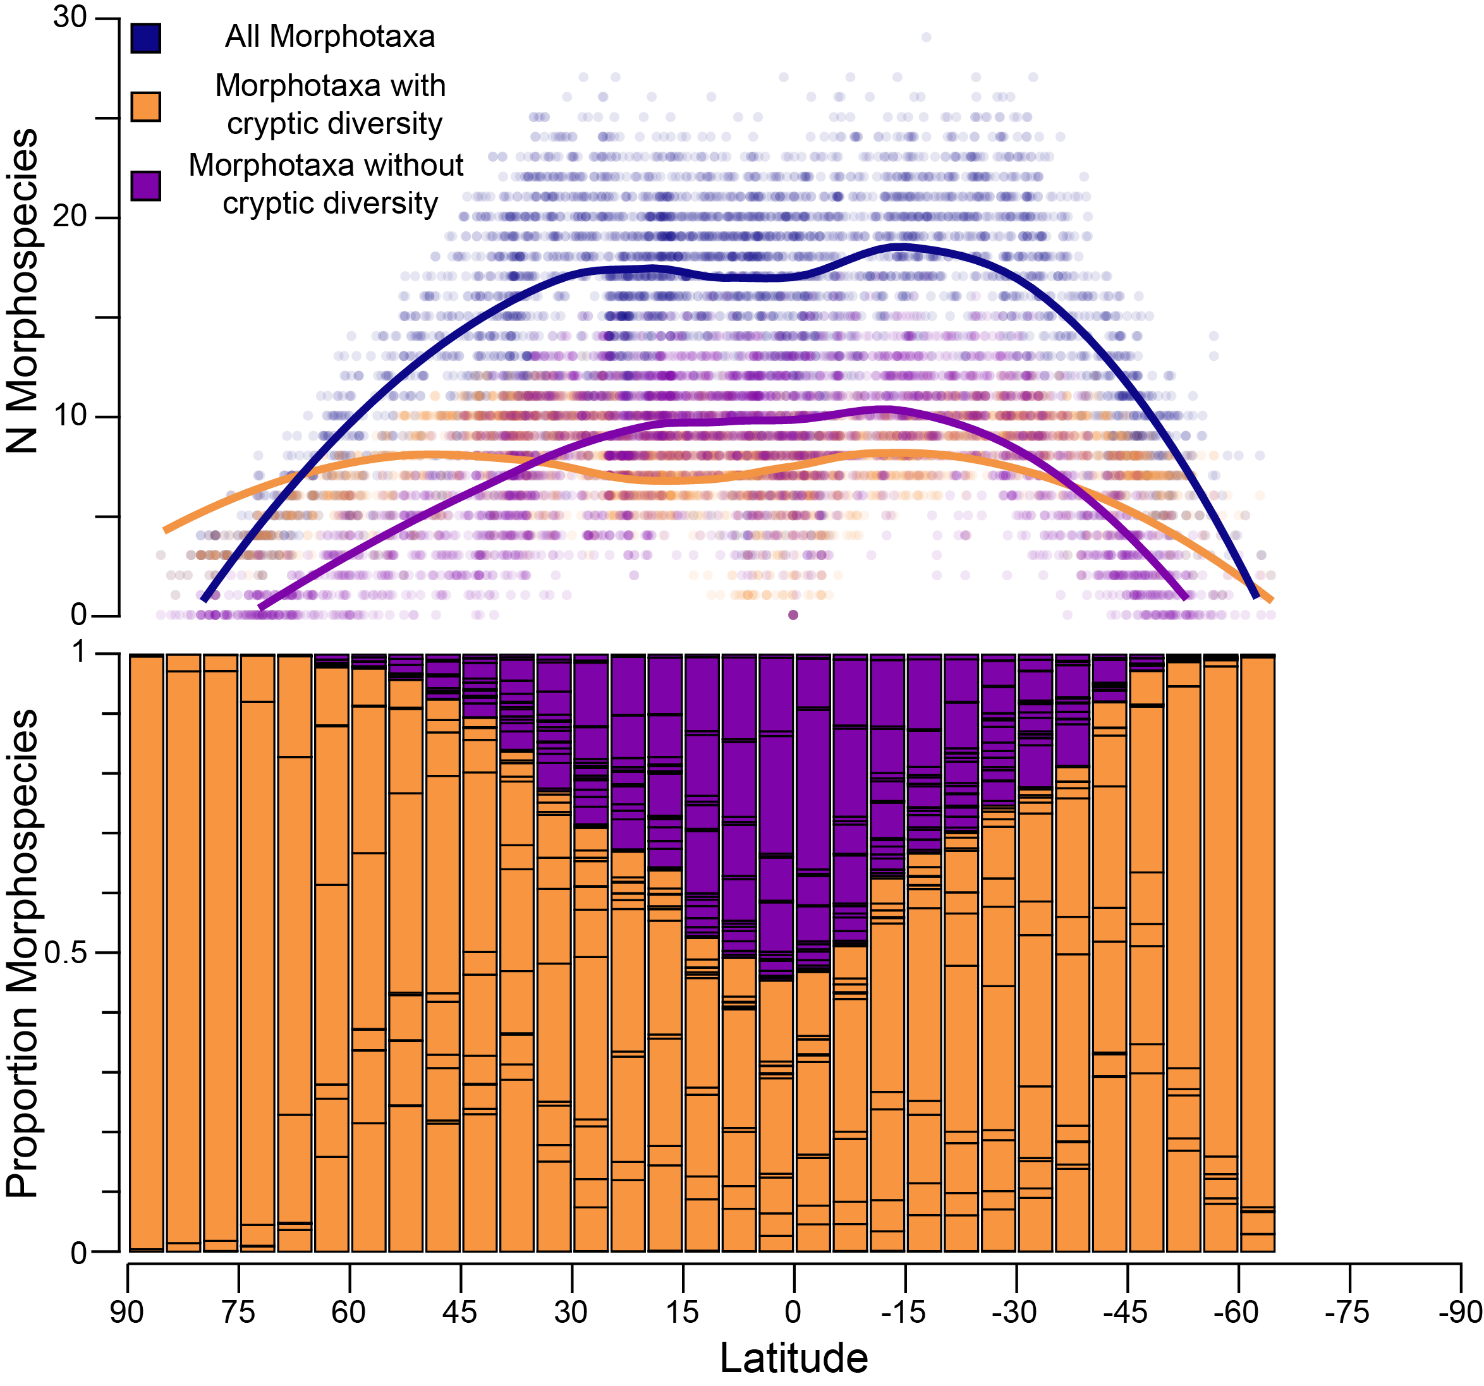 30
All Morphotaxa
Morphotaxa with
cryptic diversity
Morphotaxa without
cryptic diversity
20
10
0
N Morphospecies
1
0.5
0
Proportion Morphospecies
90 75 60 45 30 15 0 -15 -30 -45 -60 -75 -90
Latitude